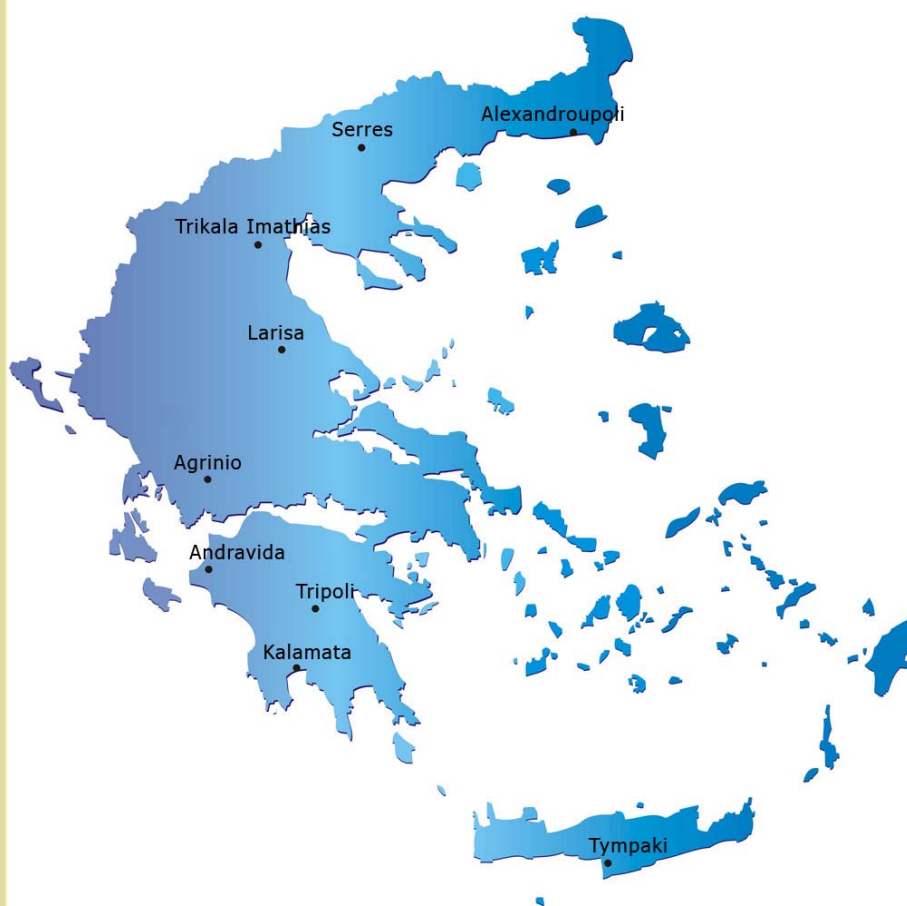 Alexandroupoli
Serres
Trikala Imathias
Larisa
Agrinio
Andravida
Tripoli
Kalamata
Tympaki